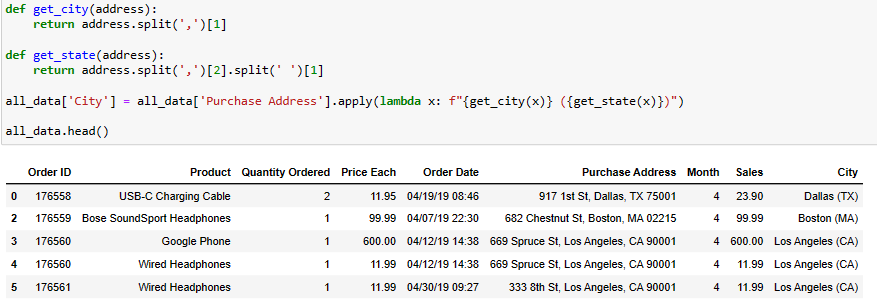 def get_city(address):
    return address.split(',')[1]
def get_state(address):
    return address.split(',')[2].split(' ')[1]
all_data['City'] = all_data['Purchase Address'].apply(lambda x: f"{get_city(x)} ({get_state(x)})")
all_data.head()
Order ID Product Quantity Ordered Price Each Order Date Purchase Address Month Sales City
0 176558 USB-C Charging Cable 2 11.95 04/19/19 08:46 917 1st St, Dallas, TX 75001 4 23.90 Dallas (TX)
2 176559 Bose SoundSport Headphones 1 99.99 04/07/19 22:30 682 Chestnut St, Boston, MA 02215 4 99.99 Boston (MA)
3 176560 Google Phone 1 600.00 04/12/19 14:38 669 Spruce St, Los Angeles, CA 90001 4 600.00 Los Angeles (CA)
4 176560 Wired Headphones 1 11.99 04/12/19 14:38 669 Spruce St, Los Angeles, CA 90001 4 11.99 Los Angeles (CA)
5 176561 Wired Headphones 1 11.99 04/30/19 09:27 333 8th St, Los Angeles, CA 90001 4 11.99 Los Angeles (CA)